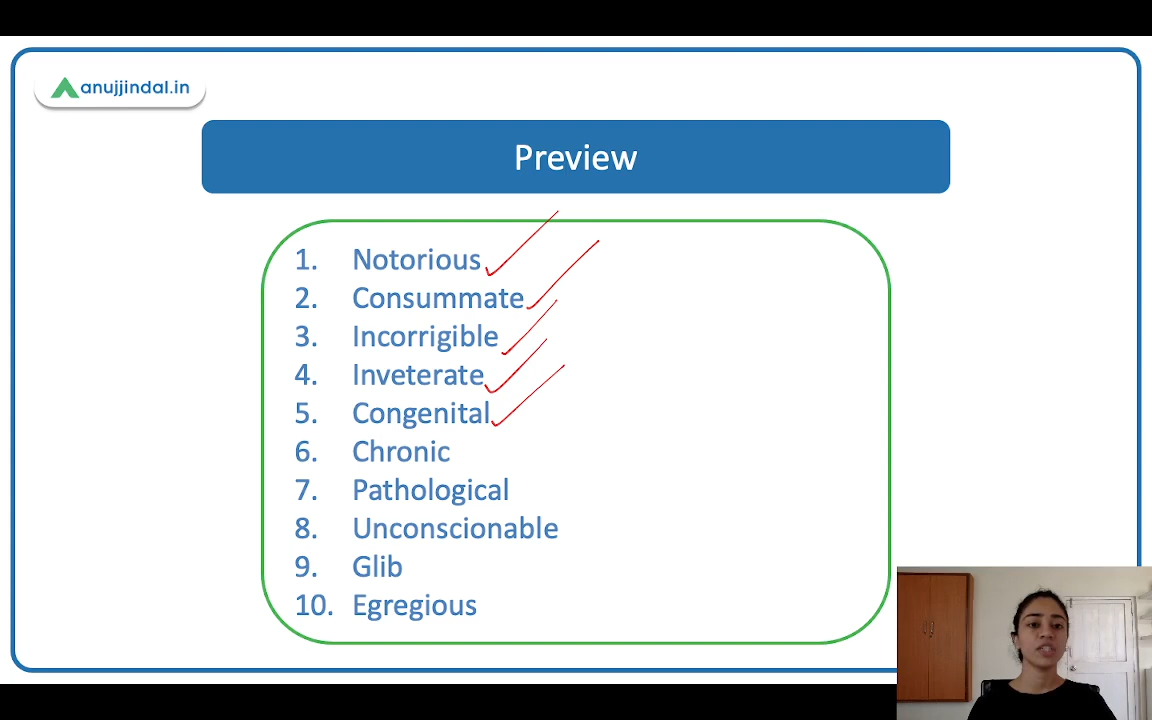 anujjindal.in
Preview
1. Notorious
2. Consummate
3. Incorrigible
4. Inveterate
5. Congenital
6. Chronic
7. Pathological
8. Unconscionable
9. Glib
10. Egregious